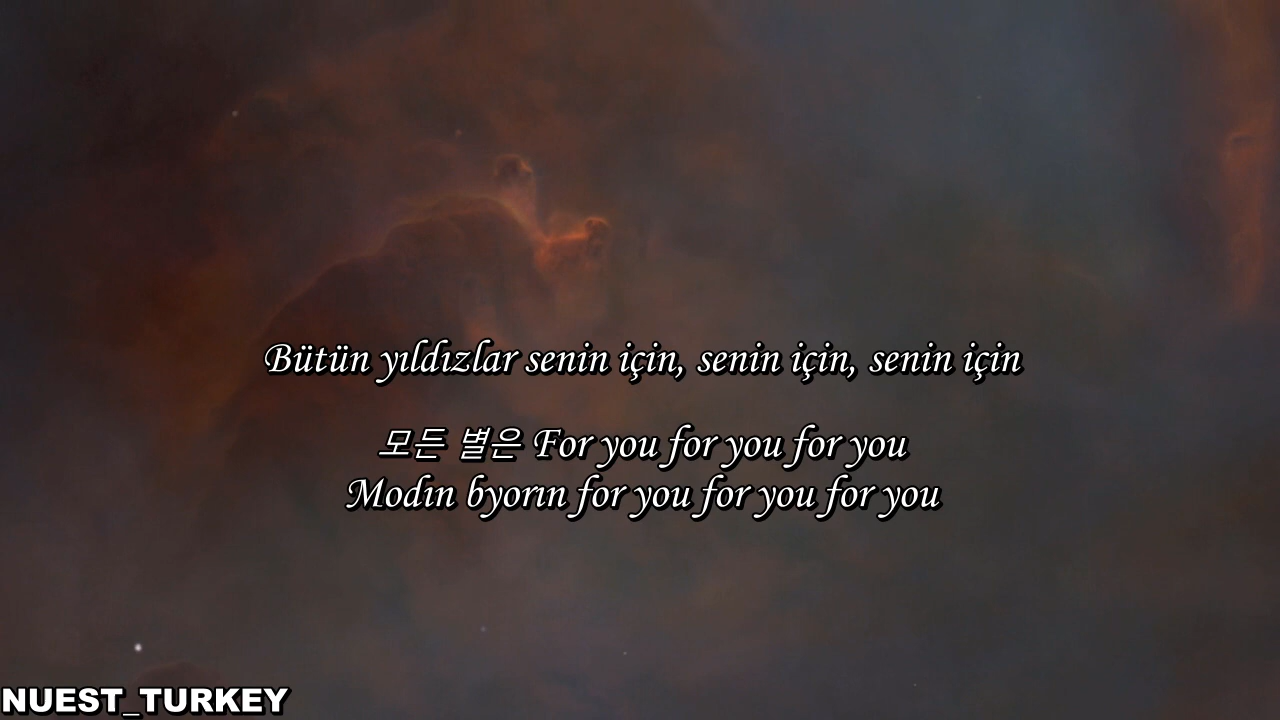 Bütün yıldızlar senin için, senin için, senin için
모든 별은 For you for you for you
Modın byorın for you for you for you
NUEST_TURKEY